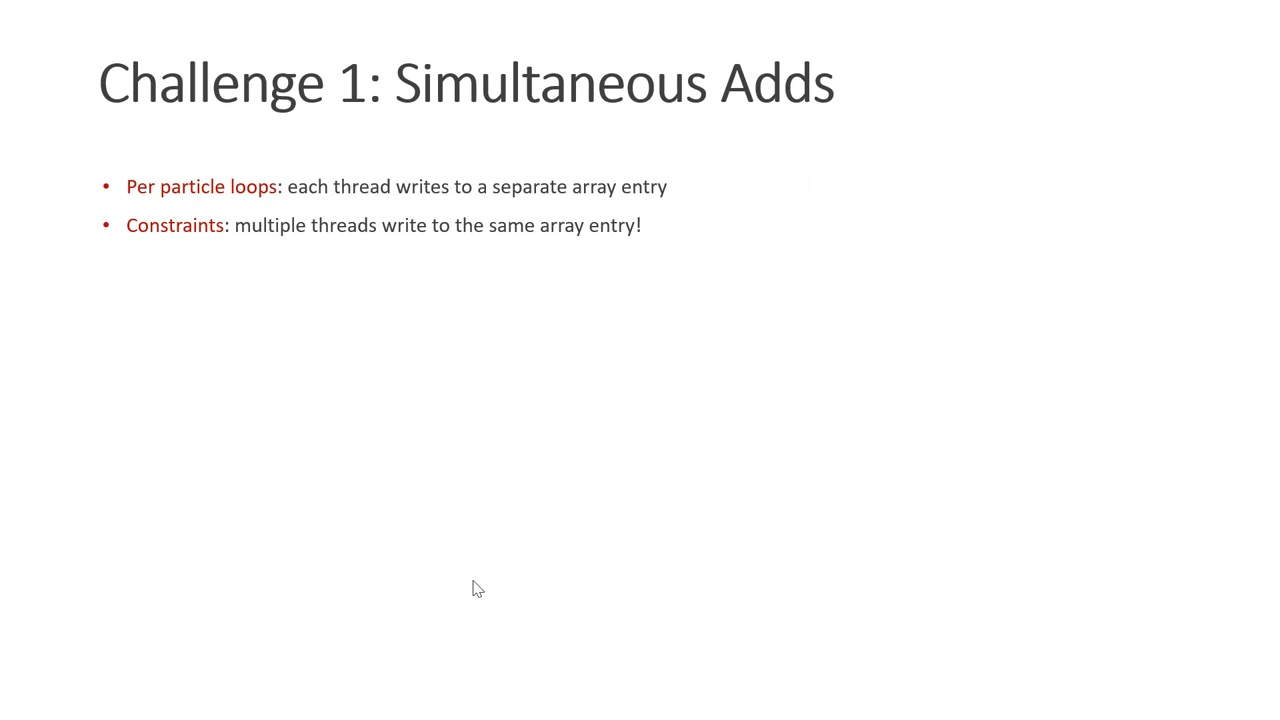 Challenge 1: Simultaneous Adds
• Per particle loops: each thread writes to a separate array entry
• Constraints: multiple threads write to the same array entry!